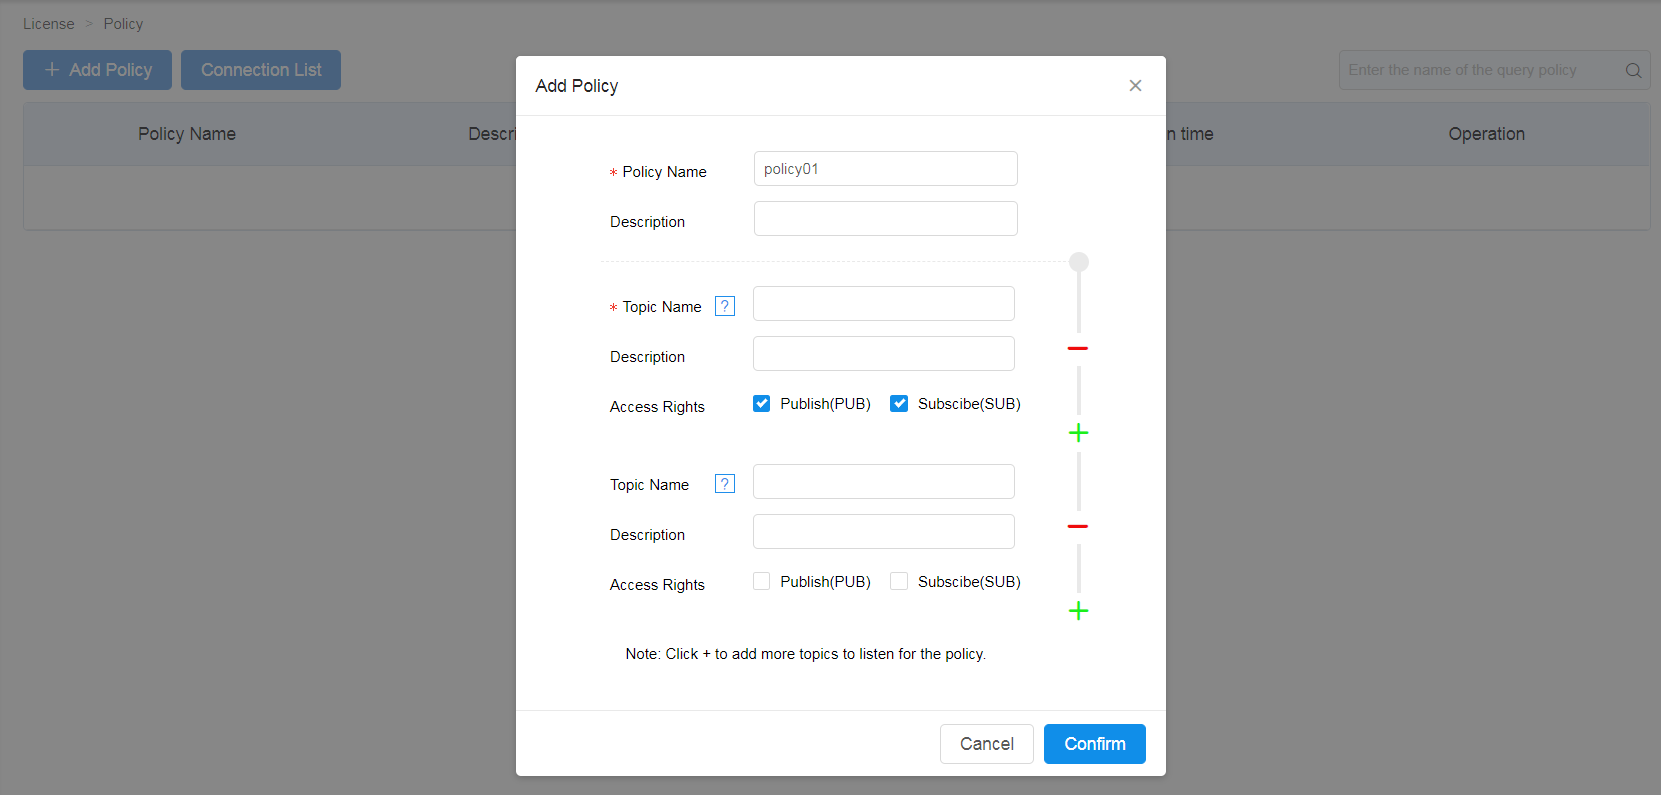 License > Policy
+ Add Policy Connection List
Enter the name of the query policy
Policy Name Descri n time Operation
Add Policy
* Policy Name policy01
Description
* Topic Name ?
Description
Access Rights Publish(PUB) Subscibe(SUB)
Topic Name ?
Description
Access Rights Publish(PUB) Subscibe(SUB)
Note: Click + to add more topics to listen for the policy.
Cancel Confirm